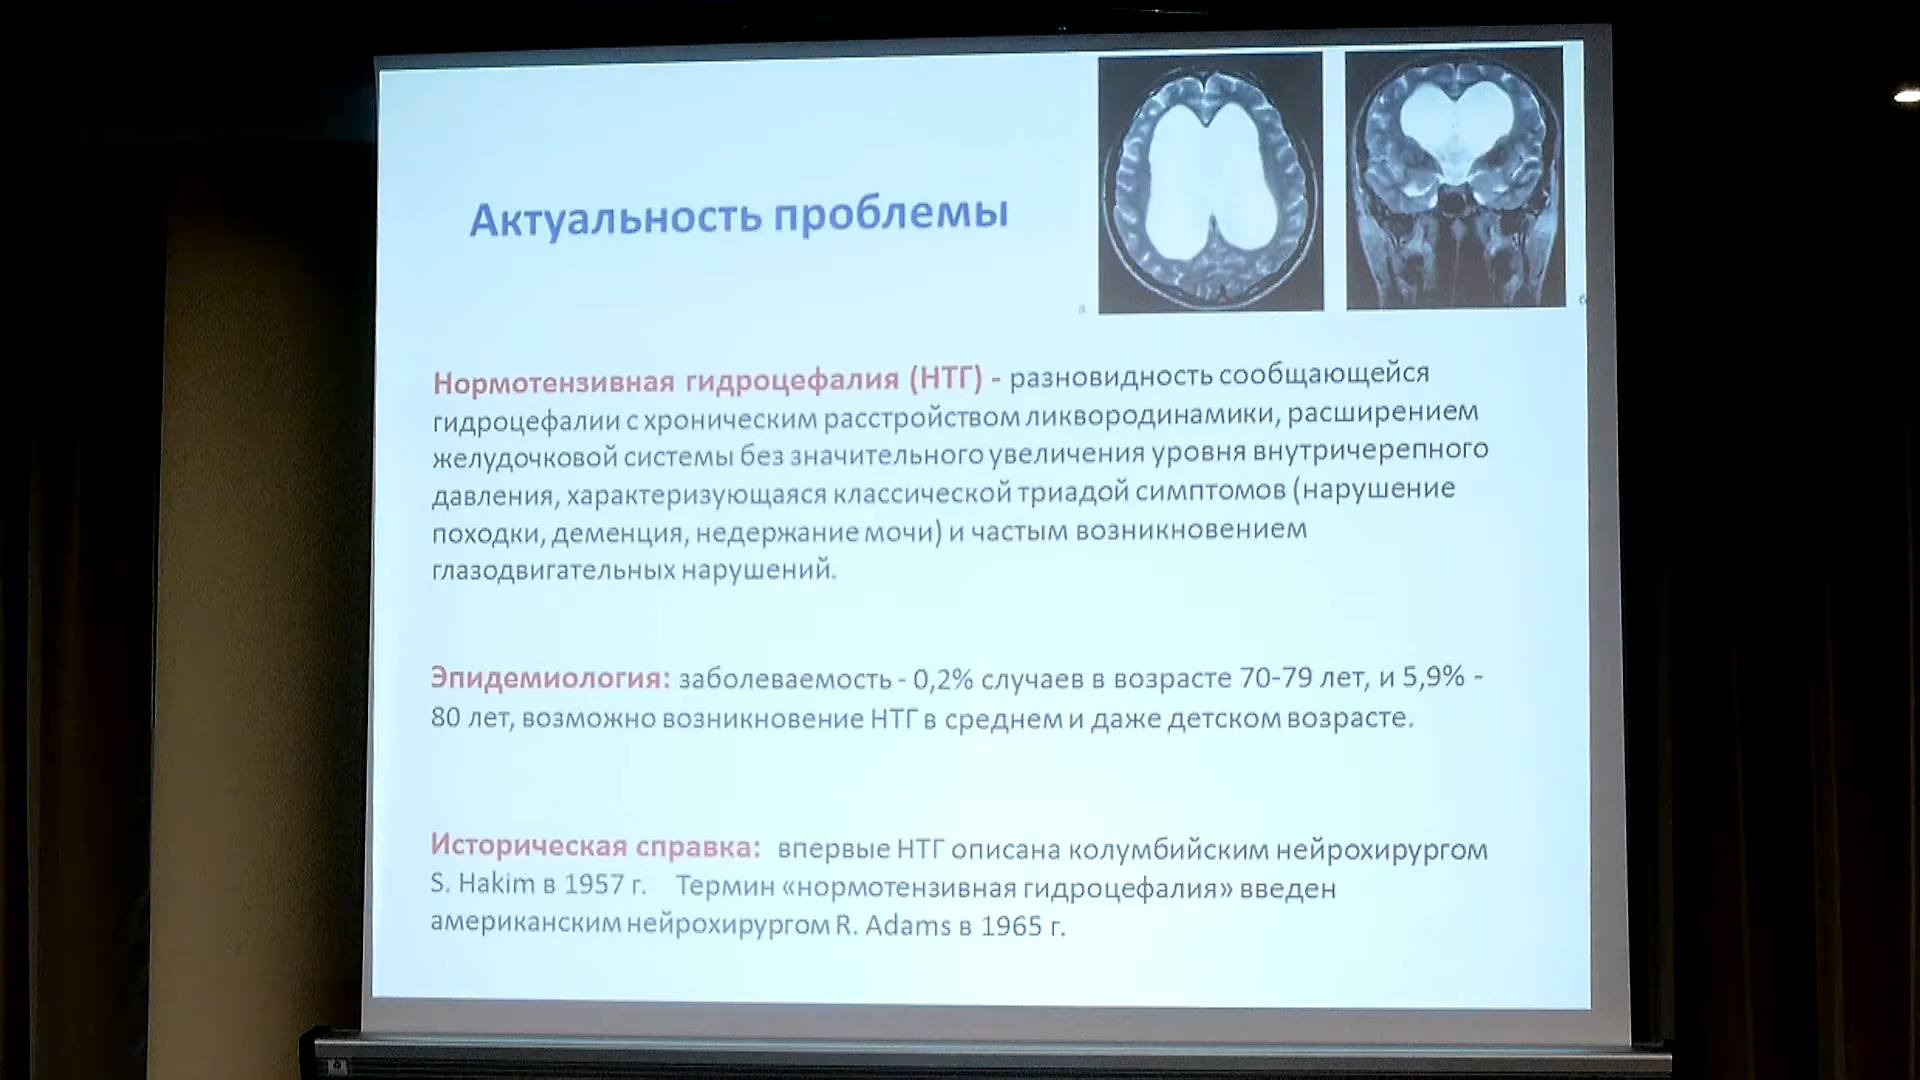 Актуальность проблемы
Нормотензивная гидроцефалия (НТГ) - разновидность сообщающейся
гидроцефалии с хроническим расстройством ликвородинамики, расширением
желудочковой системы без значительного увеличения уровня внутричерепного
давления, характеризующаяся классической триадой симптомов (нарушение
походки, деменция, недержание мочи) и частым возникновением
глазодвигательных нарушений.
Эпидемиология: заболеваемость - 0,2% случаев в возрасте 70-79 лет, и 5,9% -
80 лет, возможно возникновение НТГ в среднем и даже детском возрасте.
Историческая справка: впервые НТГ описана колумбийским нейрохирургом
S. Hakim в 1957 г. Термин «нормотензивная гидроцефалия» введен
американским нейрохирургом R. Adams в 1965 г.